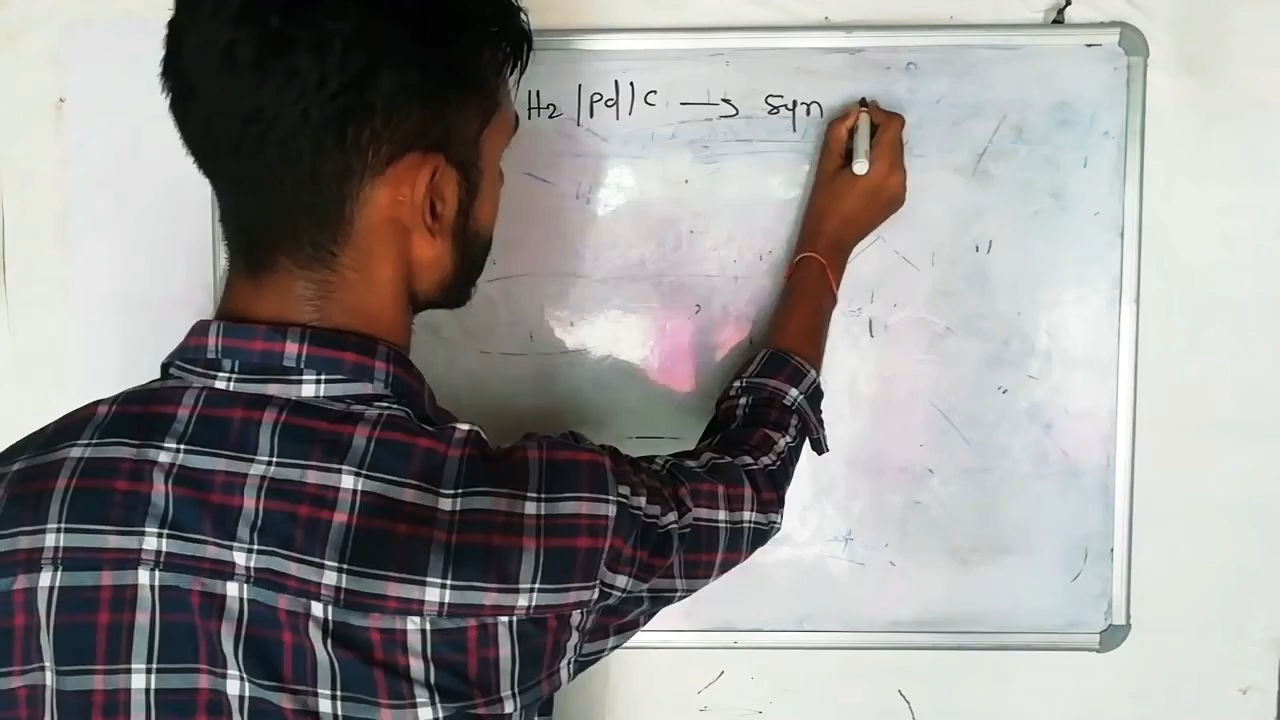 H2 |Pd| C → Syn